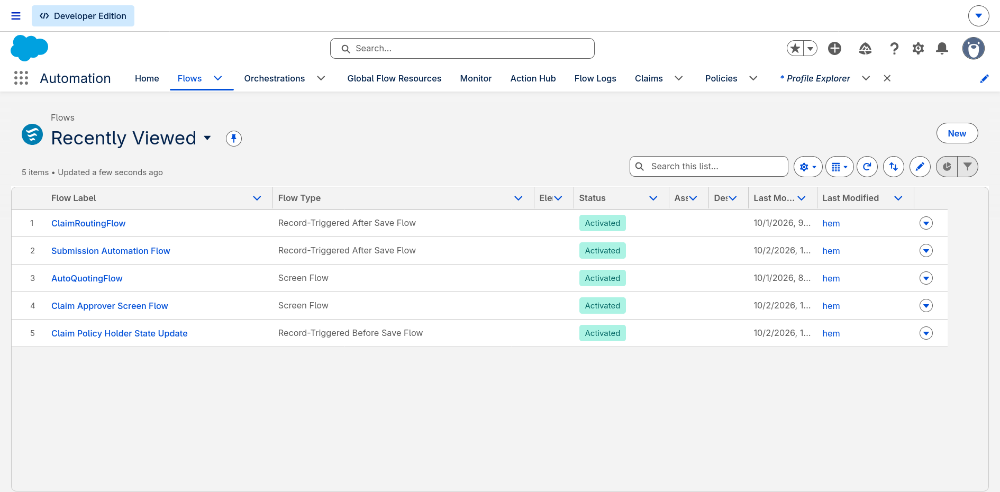 Developer Edition
Search...
Automation
Home
Flows
Orchestrations
Global Flow Resources
Monitor
Action Hub
Flow Logs
Claims
Policies
* Profile Explorer
Flows
Recently Viewed
New
5 items • Updated a few seconds ago
Search this list...
Flow Label
Flow Type
Ele
Status
Ass
Des
Last Mo...
Last Modified
1 ClaimRoutingFlow Record-Triggered After Save Flow Activated 10/1/2026, 9... hem
2 Submission Automation Flow Record-Triggered After Save Flow Activated 10/2/2026, 1... hem
3 AutoQuotingFlow Screen Flow Activated 10/1/2026, 8... hem
4 Claim Approver Screen Flow Screen Flow Activated 10/2/2026, 1... hem
5 Claim Policy Holder State Update Record-Triggered Before Save Flow Activated 10/2/2026, 1... hem